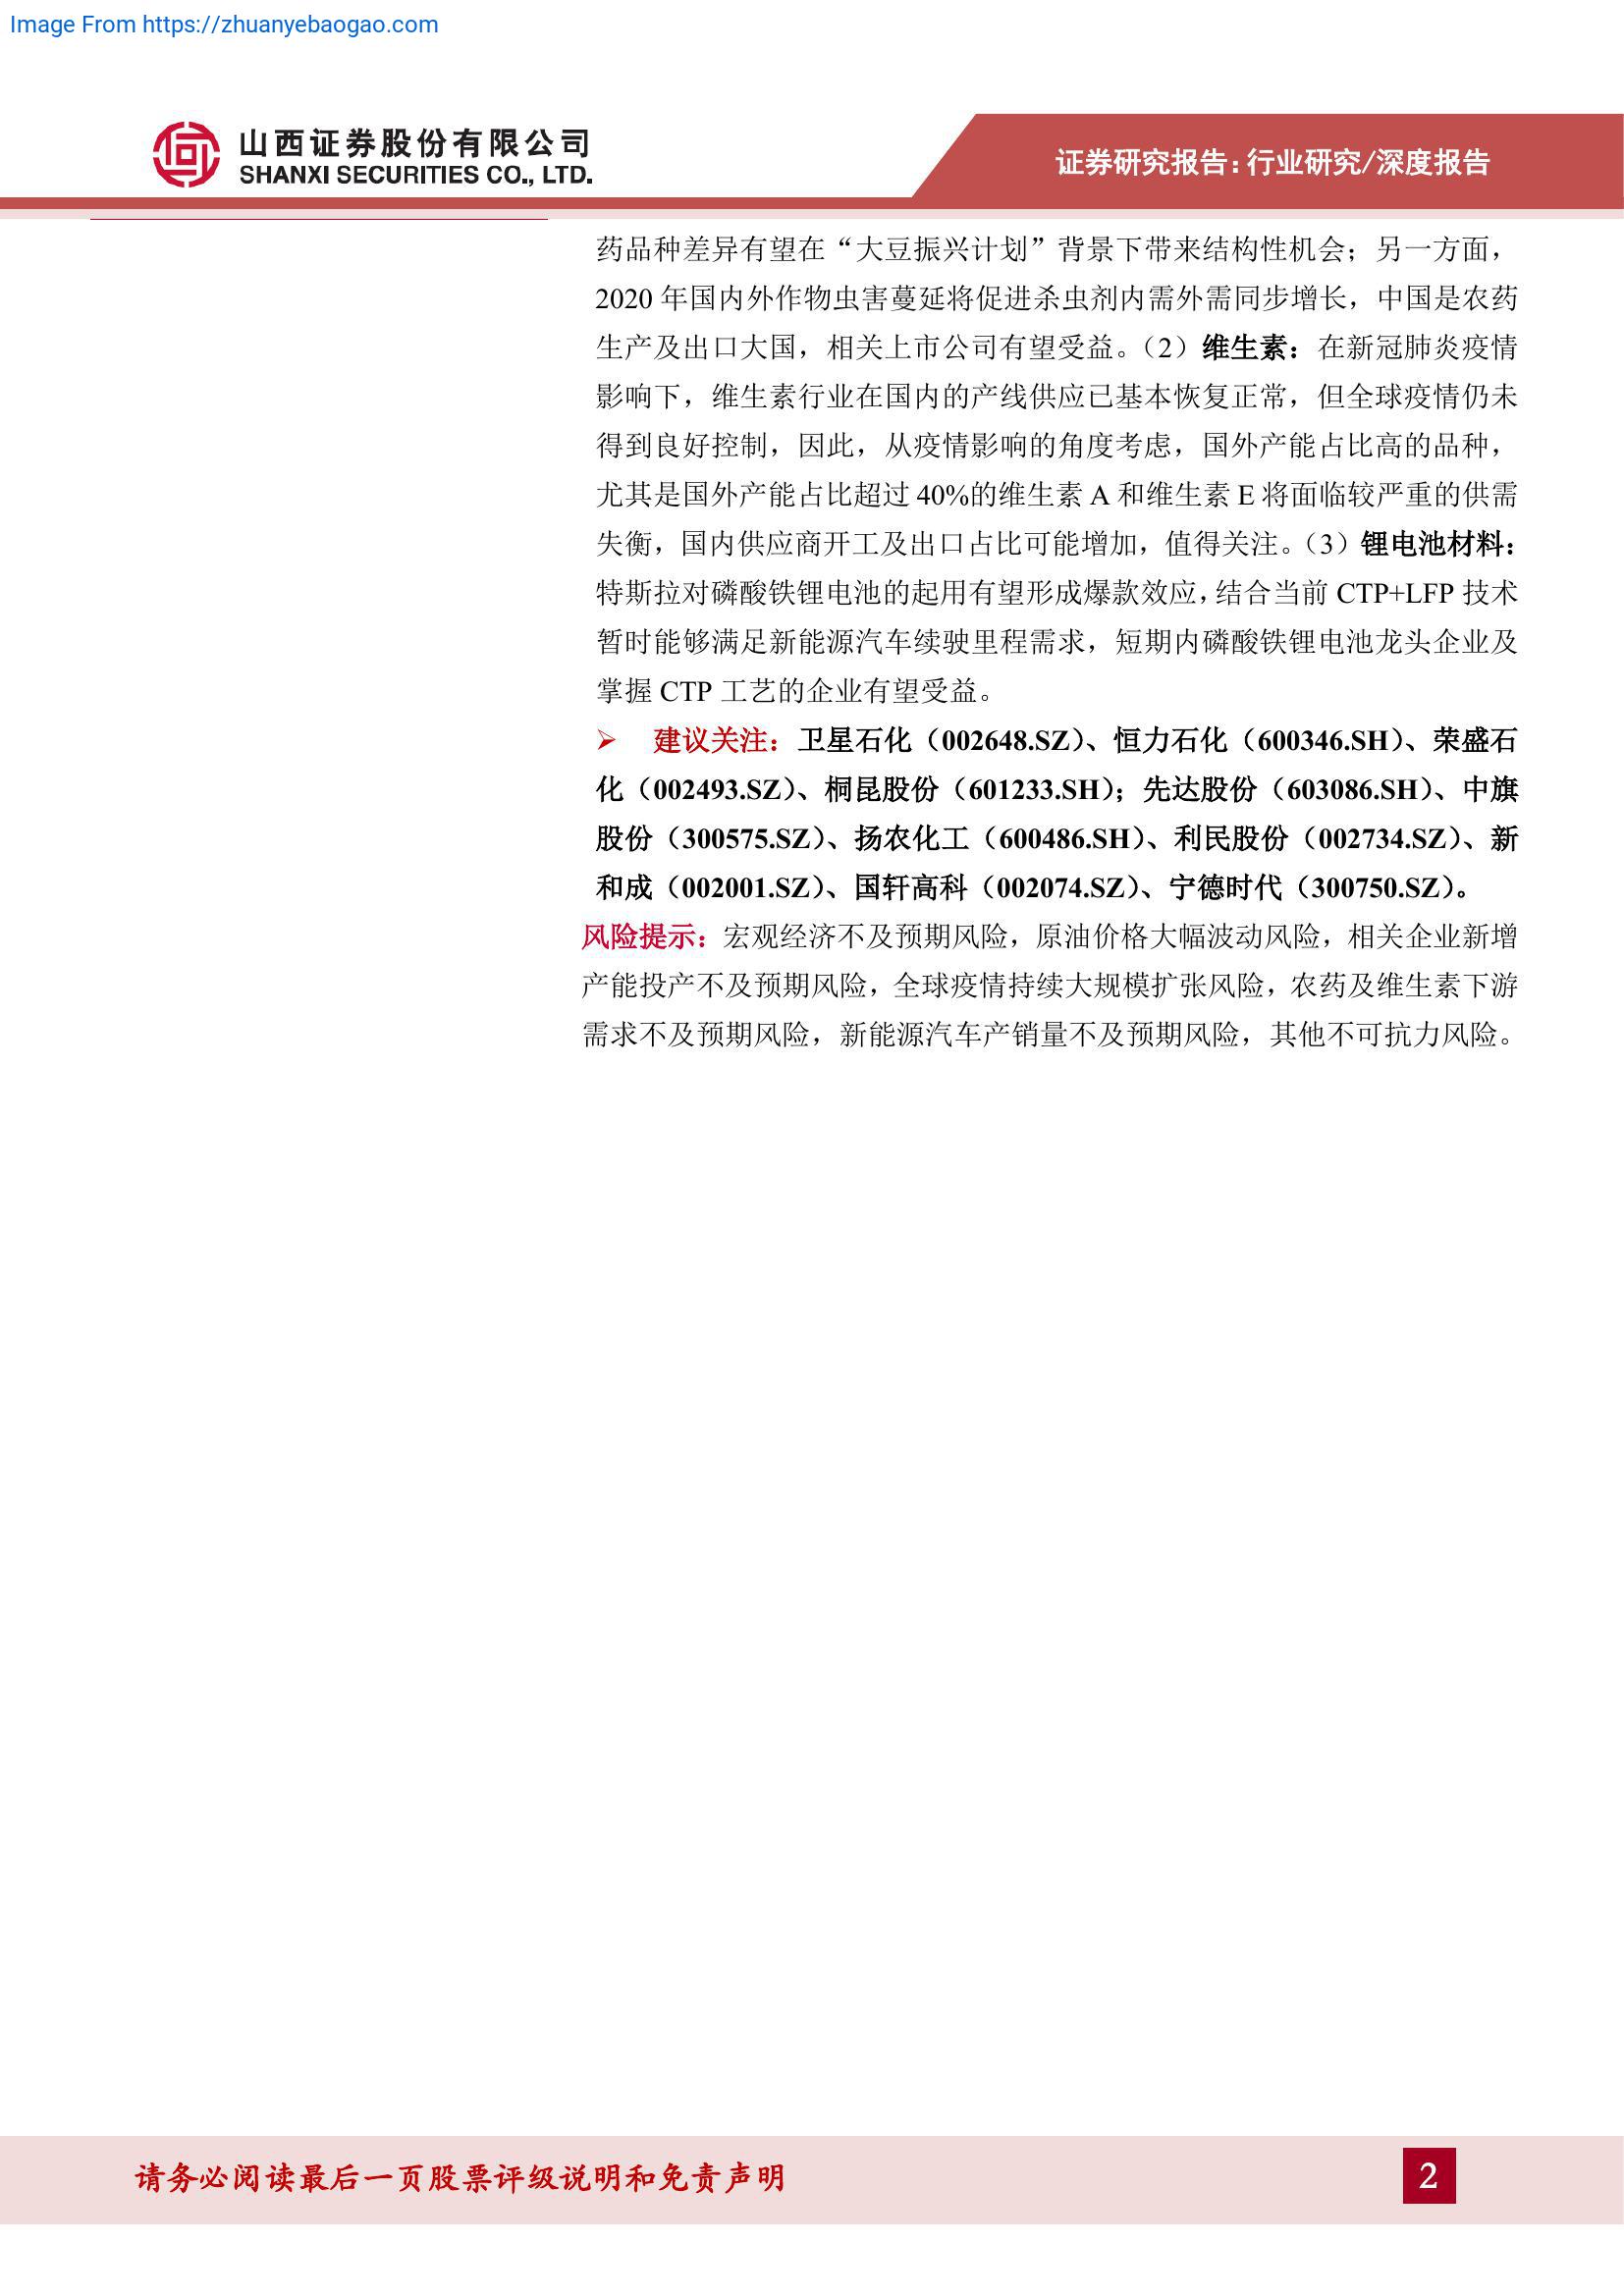 Image From https://zhuanyebaogao.com
山西证券股份有限公司
SHANXI SECURITIES CO., LTD.
证券研究报告：行业研究/深度报告
药品种差异有望在“大豆振兴计划”背景下带来结构性机会；另一方面，
2020 年国内外作物虫害蔓延将促进杀虫剂内需外需同步增长，中国是农药
生产及出口大国，相关上市公司有望受益。（2）维生素：在新冠肺炎疫情
影响下，维生素行业在国内的产线供应已基本恢复正常，但全球疫情仍未
得到良好控制，因此，从疫情影响的角度考虑，国外产能占比高的品种，
尤其是国外产能占比超过 40%的维生素 A 和维生素 E 将面临较严重的供需
失衡，国内供应商开工及出口占比可能增加，值得关注。（3）锂电池材料：
特斯拉对磷酸铁锂电池的起用有望形成爆款效应，结合当前 CTP+LFP 技术
暂时能够满足新能源汽车续驶里程需求，短期内磷酸铁锂电池龙头企业及
掌握 CTP 工艺的企业有望受益。
➢ 建议关注：卫星石化（002648.SZ）、恒力石化（600346.SH）、荣盛石
化（002493.SZ）、桐昆股份（601233.SH）；先达股份（603086.SH）、中旗
股份（300575.SZ）、扬农化工（600486.SH）、利民股份（002734.SZ）、新
和成（002001.SZ）、国轩高科（002074.SZ）、宁德时代（300750.SZ）。
风险提示：宏观经济不及预期风险，原油价格大幅波动风险，相关企业新增
产能投产不及预期风险，全球疫情持续大规模扩张风险，农药及维生素下游
需求不及预期风险，新能源汽车产销量不及预期风险，其他不可抗力风险。
请务必阅读最后一页股票评级说明和免责声明
2